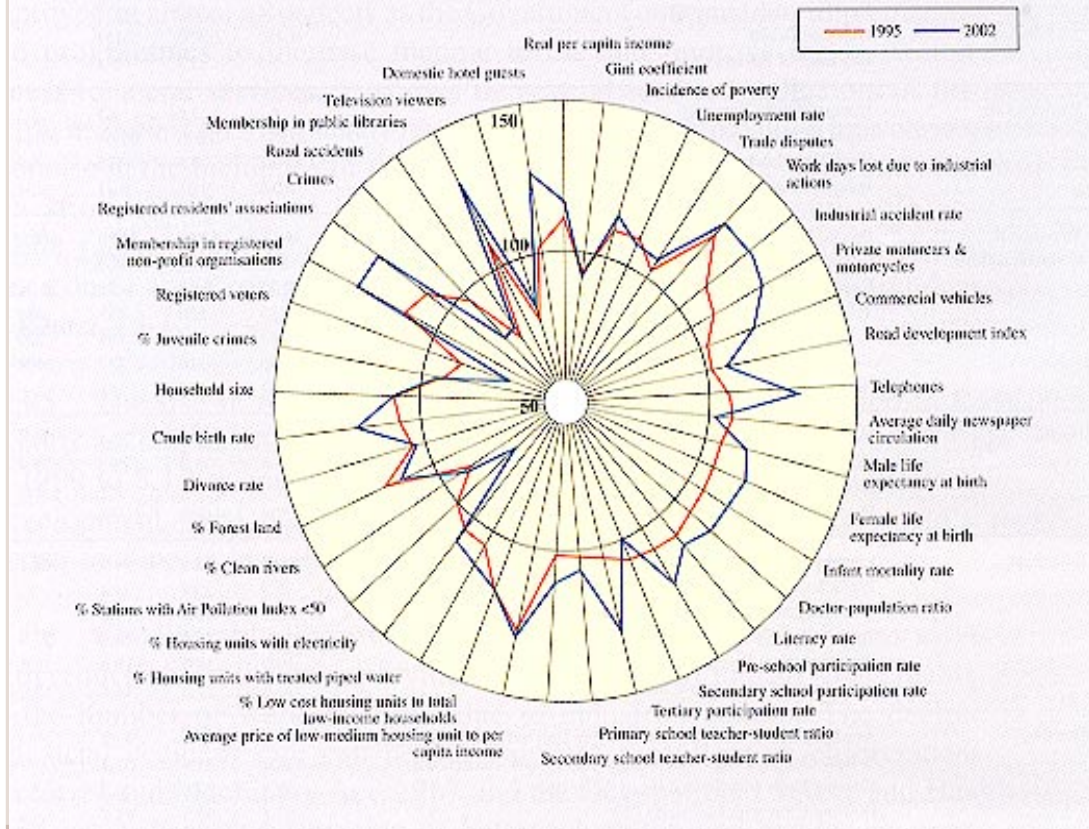 1995 2002
Real per capita income
Gini coefficient
Incidence of poverty
Unemployment rate
Trade disputes
Work days lost due to industrial
actions
Industrial accident rate
Private motorcars &
motorcycles
Commercial vehicles
Road development index
Telephones
Average daily newspaper
circulation
Male life
expectancy at birth
Female life
expectancy at birth
Infant mortality rate
Doctor-population ratio
Literacy rate
Pre-school participation rate
Secondary school participation rate
Tertiary participation rate
Primary school teacher-student ratio
Secondary school teacher-student ratio
Average price of low-medium housing unit to per
capita income
% Low cost housing units to total
low-income households
% Housing units with treated piped water
% Housing units with electricity
% Stations with Air Pollution Index <50
% Clean rivers
% Forest land
Divorce rate
Crude birth rate
Household size
% Juvenile crimes
Registered voters
Membership in registered
non-profit organisations
Registered residents' associations
Crimes
Road accidents
Membership in public libraries
Television viewers
Domestic hotel guests
150
100
50